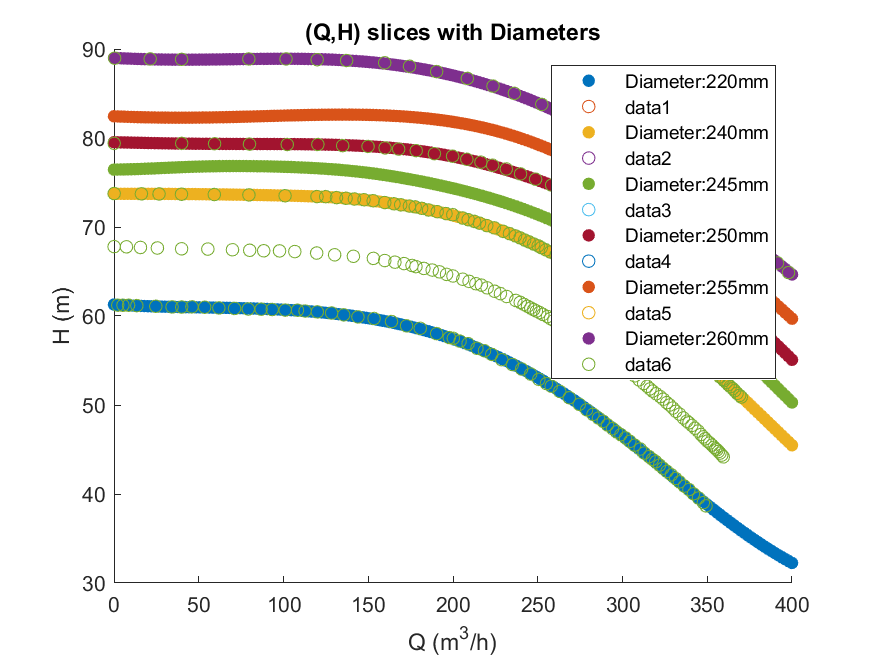 (Q,H) slices with Diameters
90
80
70
60
50
40
30
H (m)
Diameter:220mm
data1
Diameter:240mm
data2
Diameter:245mm
data3
Diameter:250mm
data4
Diameter:255mm
data5
Diameter:260mm
data6
0 50 100 150 200 250 300 350 400
Q (m³/h)